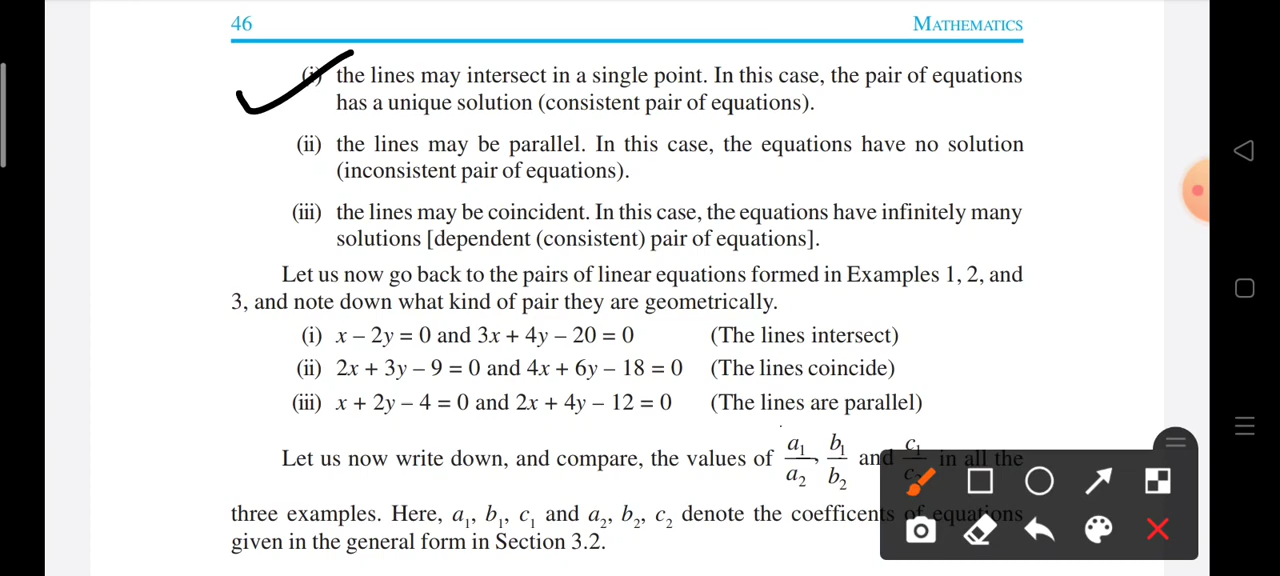 46 MATHEMATICS
(i) the lines may intersect in a single point. In this case, the pair of equations
has a unique solution (consistent pair of equations).
(ii) the lines may be parallel. In this case, the equations have no solution
(inconsistent pair of equations).
(iii) the lines may be coincident. In this case, the equations have infinitely many
solutions [dependent (consistent) pair of equations].
Let us now go back to the pairs of linear equations formed in Examples 1, 2, and
3, and note down what kind of pair they are geometrically.
(i) x – 2y = 0 and 3x + 4y – 20 = 0 (The lines intersect)
(ii) 2x + 3y – 9 = 0 and 4x + 6y – 18 = 0 (The lines coincide)
(iii) x + 2y – 4 = 0 and 2x + 4y – 12 = 0 (The lines are parallel)
Let us now write down, and compare, the values of a₁/a₂, b₁/b₂ and c₁/c₂ in all the
three examples. Here, a₁, b₁, c₁ and a₂, b₂, c₂ denote the coefficents of equations
given in the general form in Section 3.2.